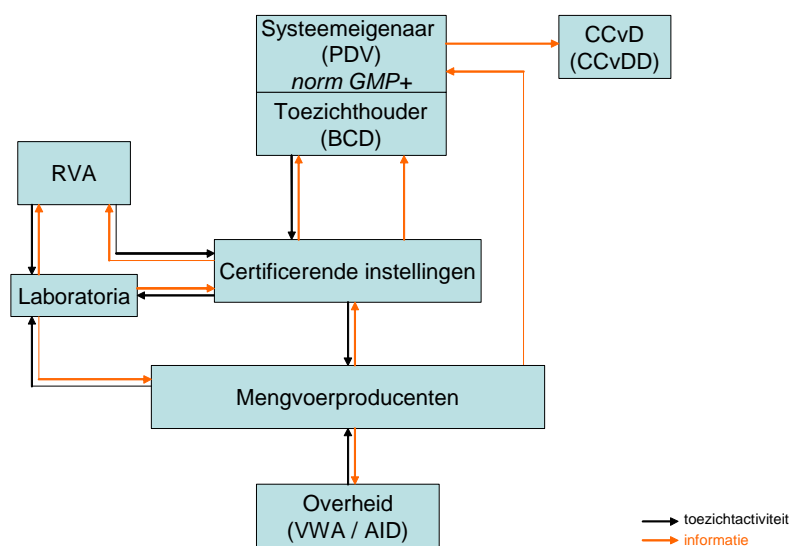 Systeemeigenaar
(PDV)
norm GMP+
CCvD
(CCvDD)
Toezichthouder
(BCD)
RVA
Certificerende instellingen
Laboratoria
Mengvoerproducenten
Overheid
(VWA / AID)
toezichtactiviteit
informatie